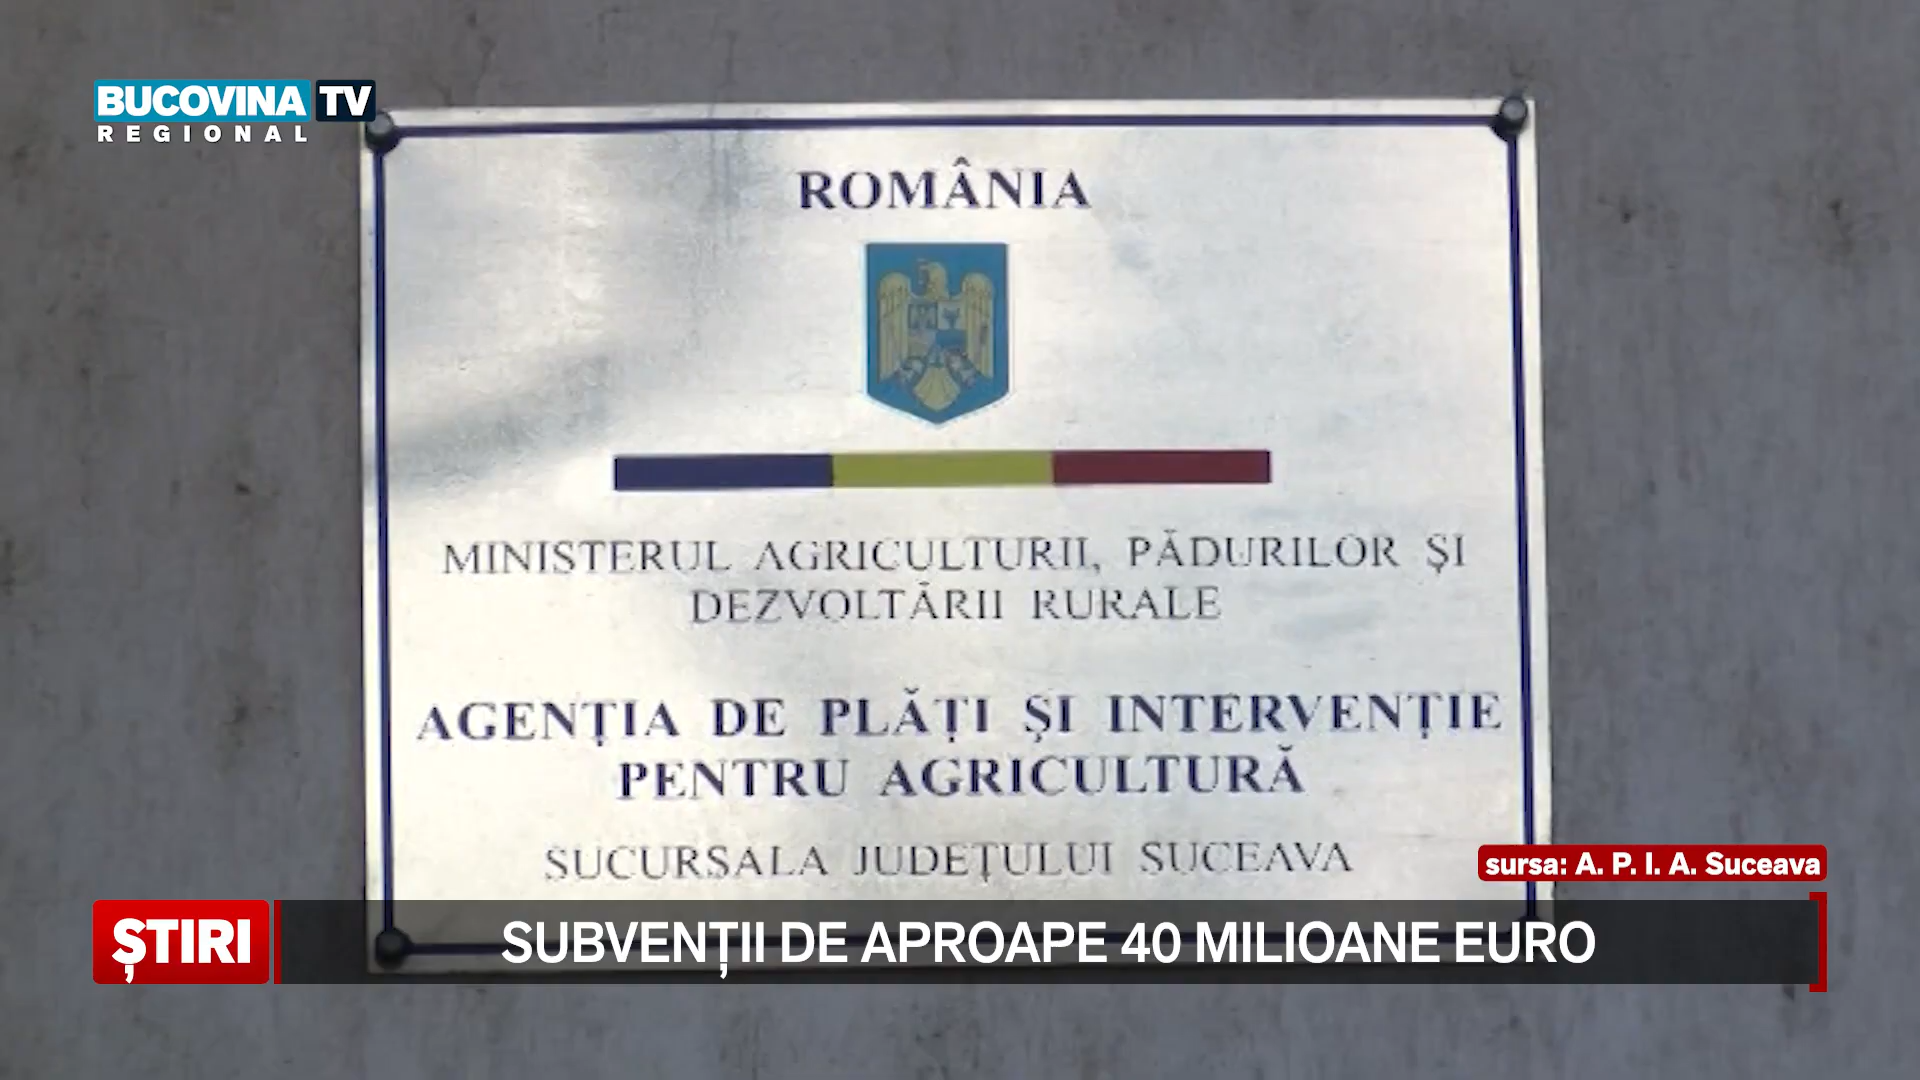 BUCOVINA TV
REGIONAL
ROMÂNIA
MINISTERUL AGRICULTURII, PĂDURILOR ȘI
DEZVOLTĂRII RURALE
AGENȚIA DE PLĂȚI ȘI INTERVENȚIE
PENTRU AGRICULTURĂ
SUCURSALA JUDEȚULUI SUCEAVA
sursa: A. P. I. A. Suceava
ȘTIRI
SUBVENȚII DE APROAPE 40 MILIOANE EURO